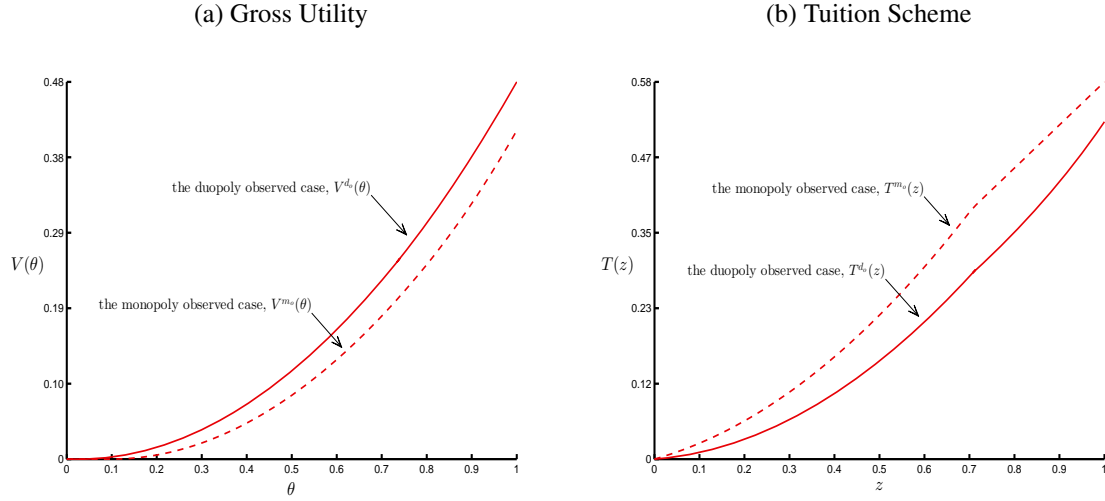 (a) Gross Utility
(b) Tuition Scheme
0.48
0.38
0.29
0.19
0.10
0
V(θ)
the duopoly observed case, V^{d_o}(θ)
the monopoly observed case, V^{m_o}(θ)
0 0.1 0.2 0.3 0.4 0.5 0.6 0.7 0.8 0.9 1
θ
0.58
0.47
0.35
0.23
0.12
0
T(z)
the monopoly observed case, T^{m_o}(z)
the duopoly observed case, T^{d_o}(z)
0 0.1 0.2 0.3 0.4 0.5 0.6 0.7 0.8 0.9 1
z